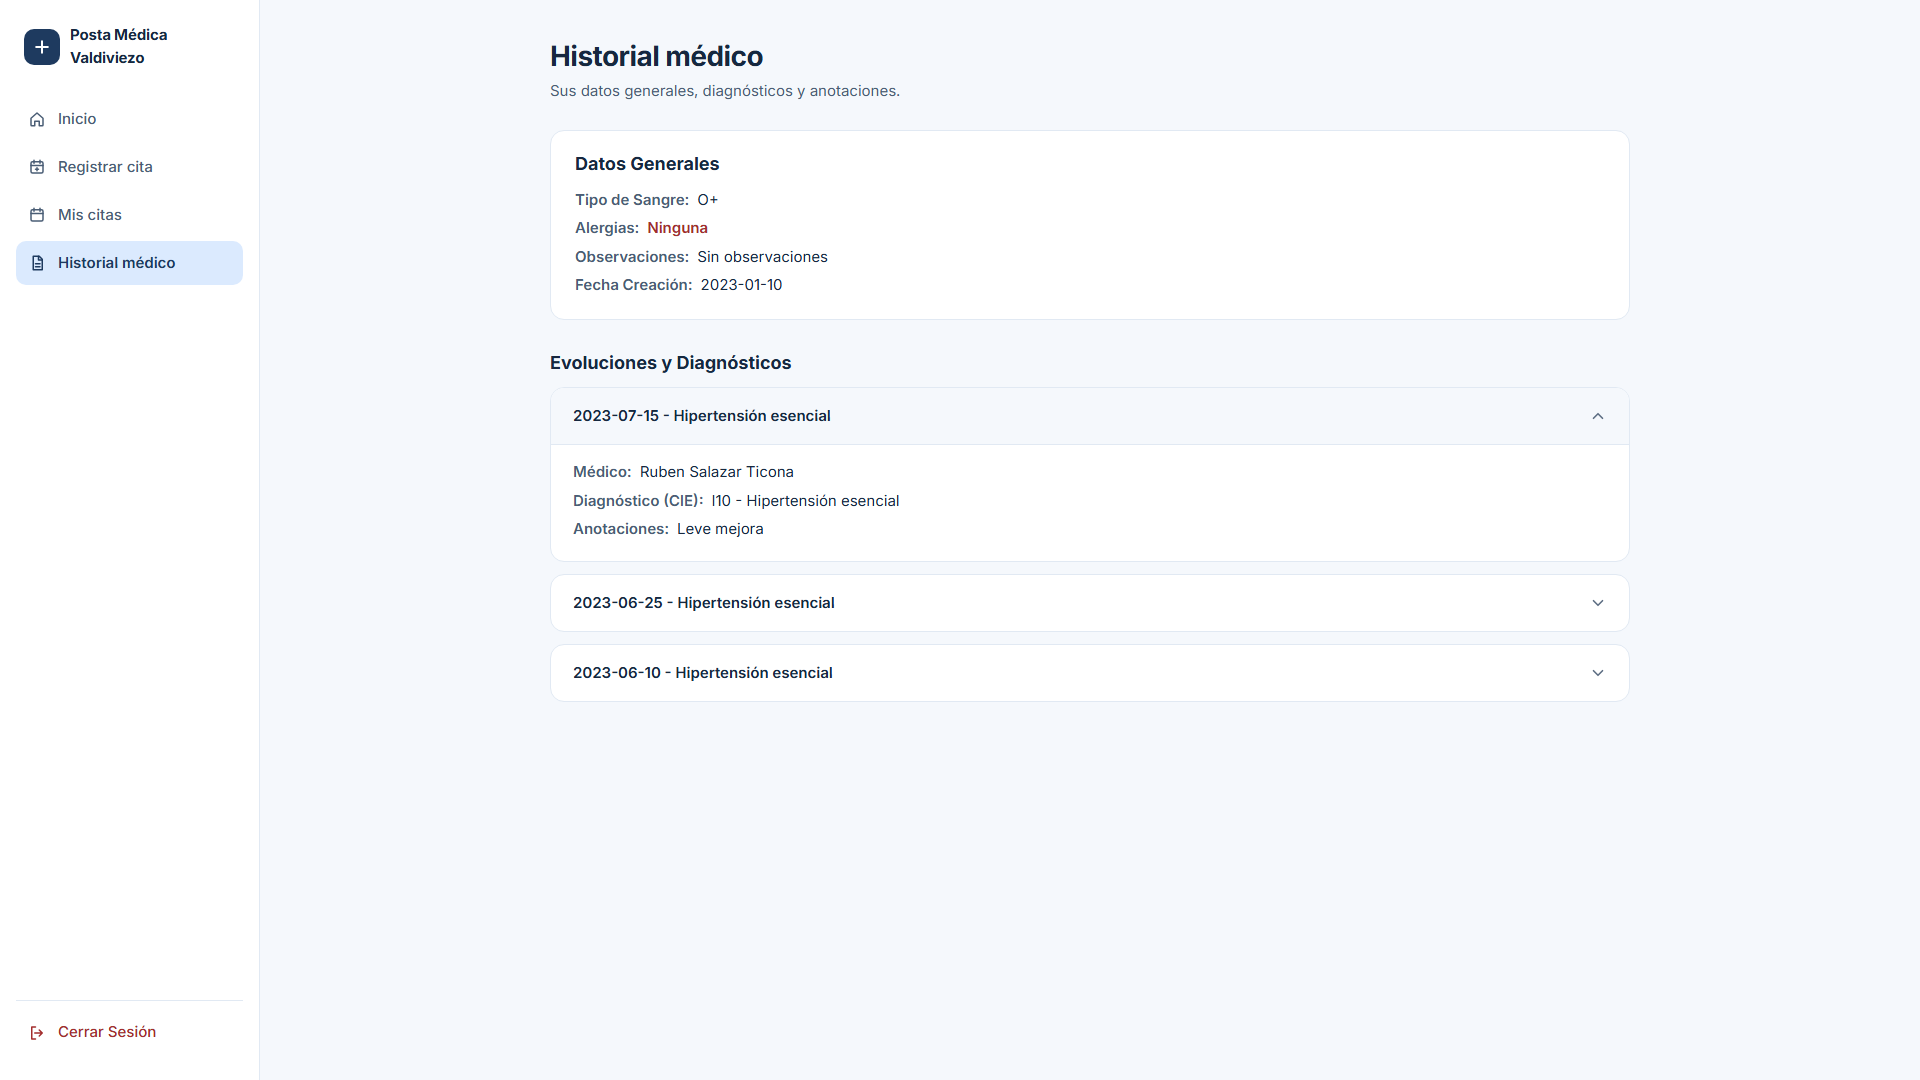 Posta Médica
Valdiviezo
Inicio
Registrar cita
Mis citas
Historial médico
Cerrar Sesión
Historial médico
Sus datos generales, diagnósticos y anotaciones.
Datos Generales
Tipo de Sangre: O+
Alergias: Ninguna
Observaciones: Sin observaciones
Fecha Creación: 2023-01-10
Evoluciones y Diagnósticos
2023-07-15 - Hipertensión esencial
Médico: Ruben Salazar Ticona
Diagnóstico (CIE): I10 - Hipertensión esencial
Anotaciones: Leve mejora
2023-06-25 - Hipertensión esencial
2023-06-10 - Hipertensión esencial